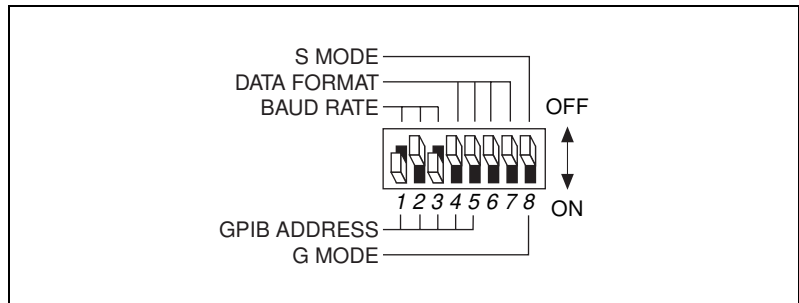 S MODE
DATA FORMAT
BAUD RATE
OFF
1 2 3 4 5 6 7 8
ON
GPIB ADDRESS
G MODE